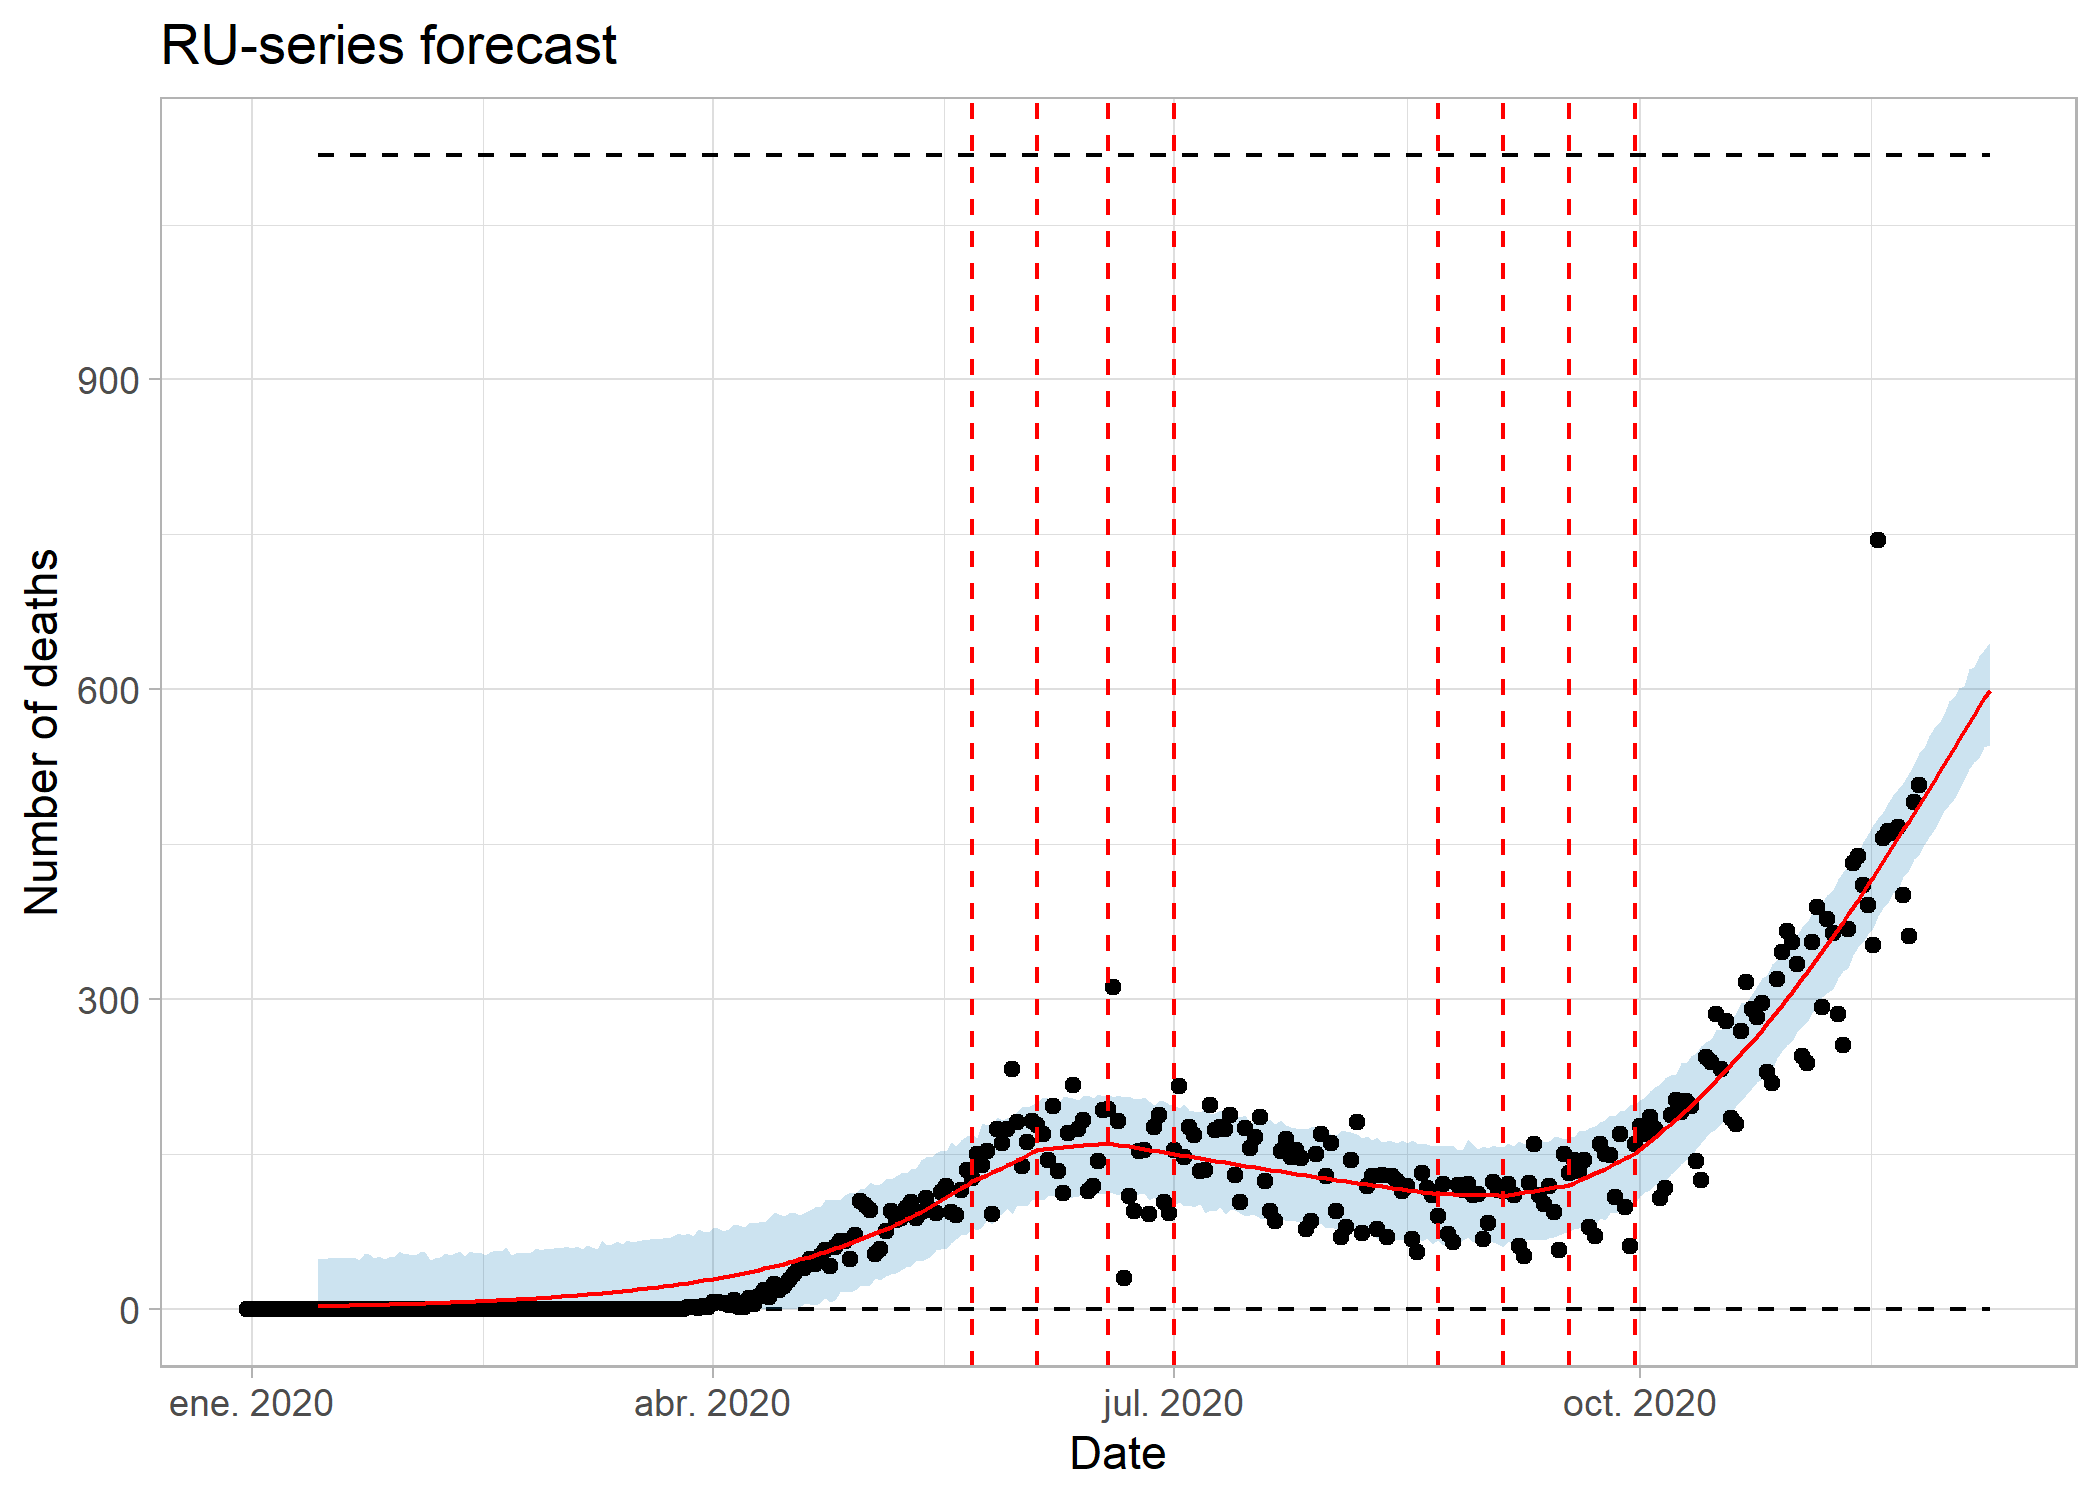 RU-series forecast
Number of deaths
900
600
300
0
ene. 2020 abr. 2020 jul. 2020 oct. 2020
Date